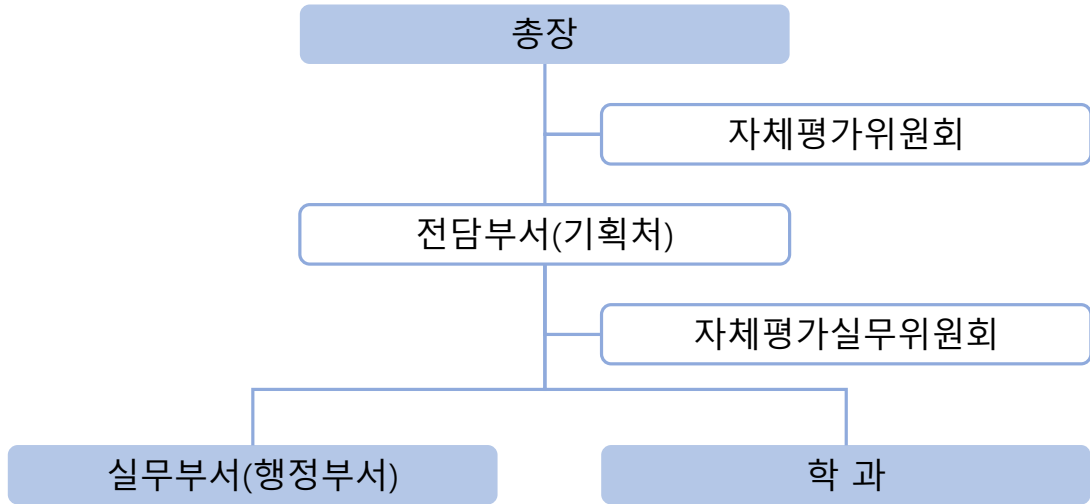 총장
자체평가위원회
전담부서(기획처)
자체평가실무위원회
실무부서(행정부서)
학 과